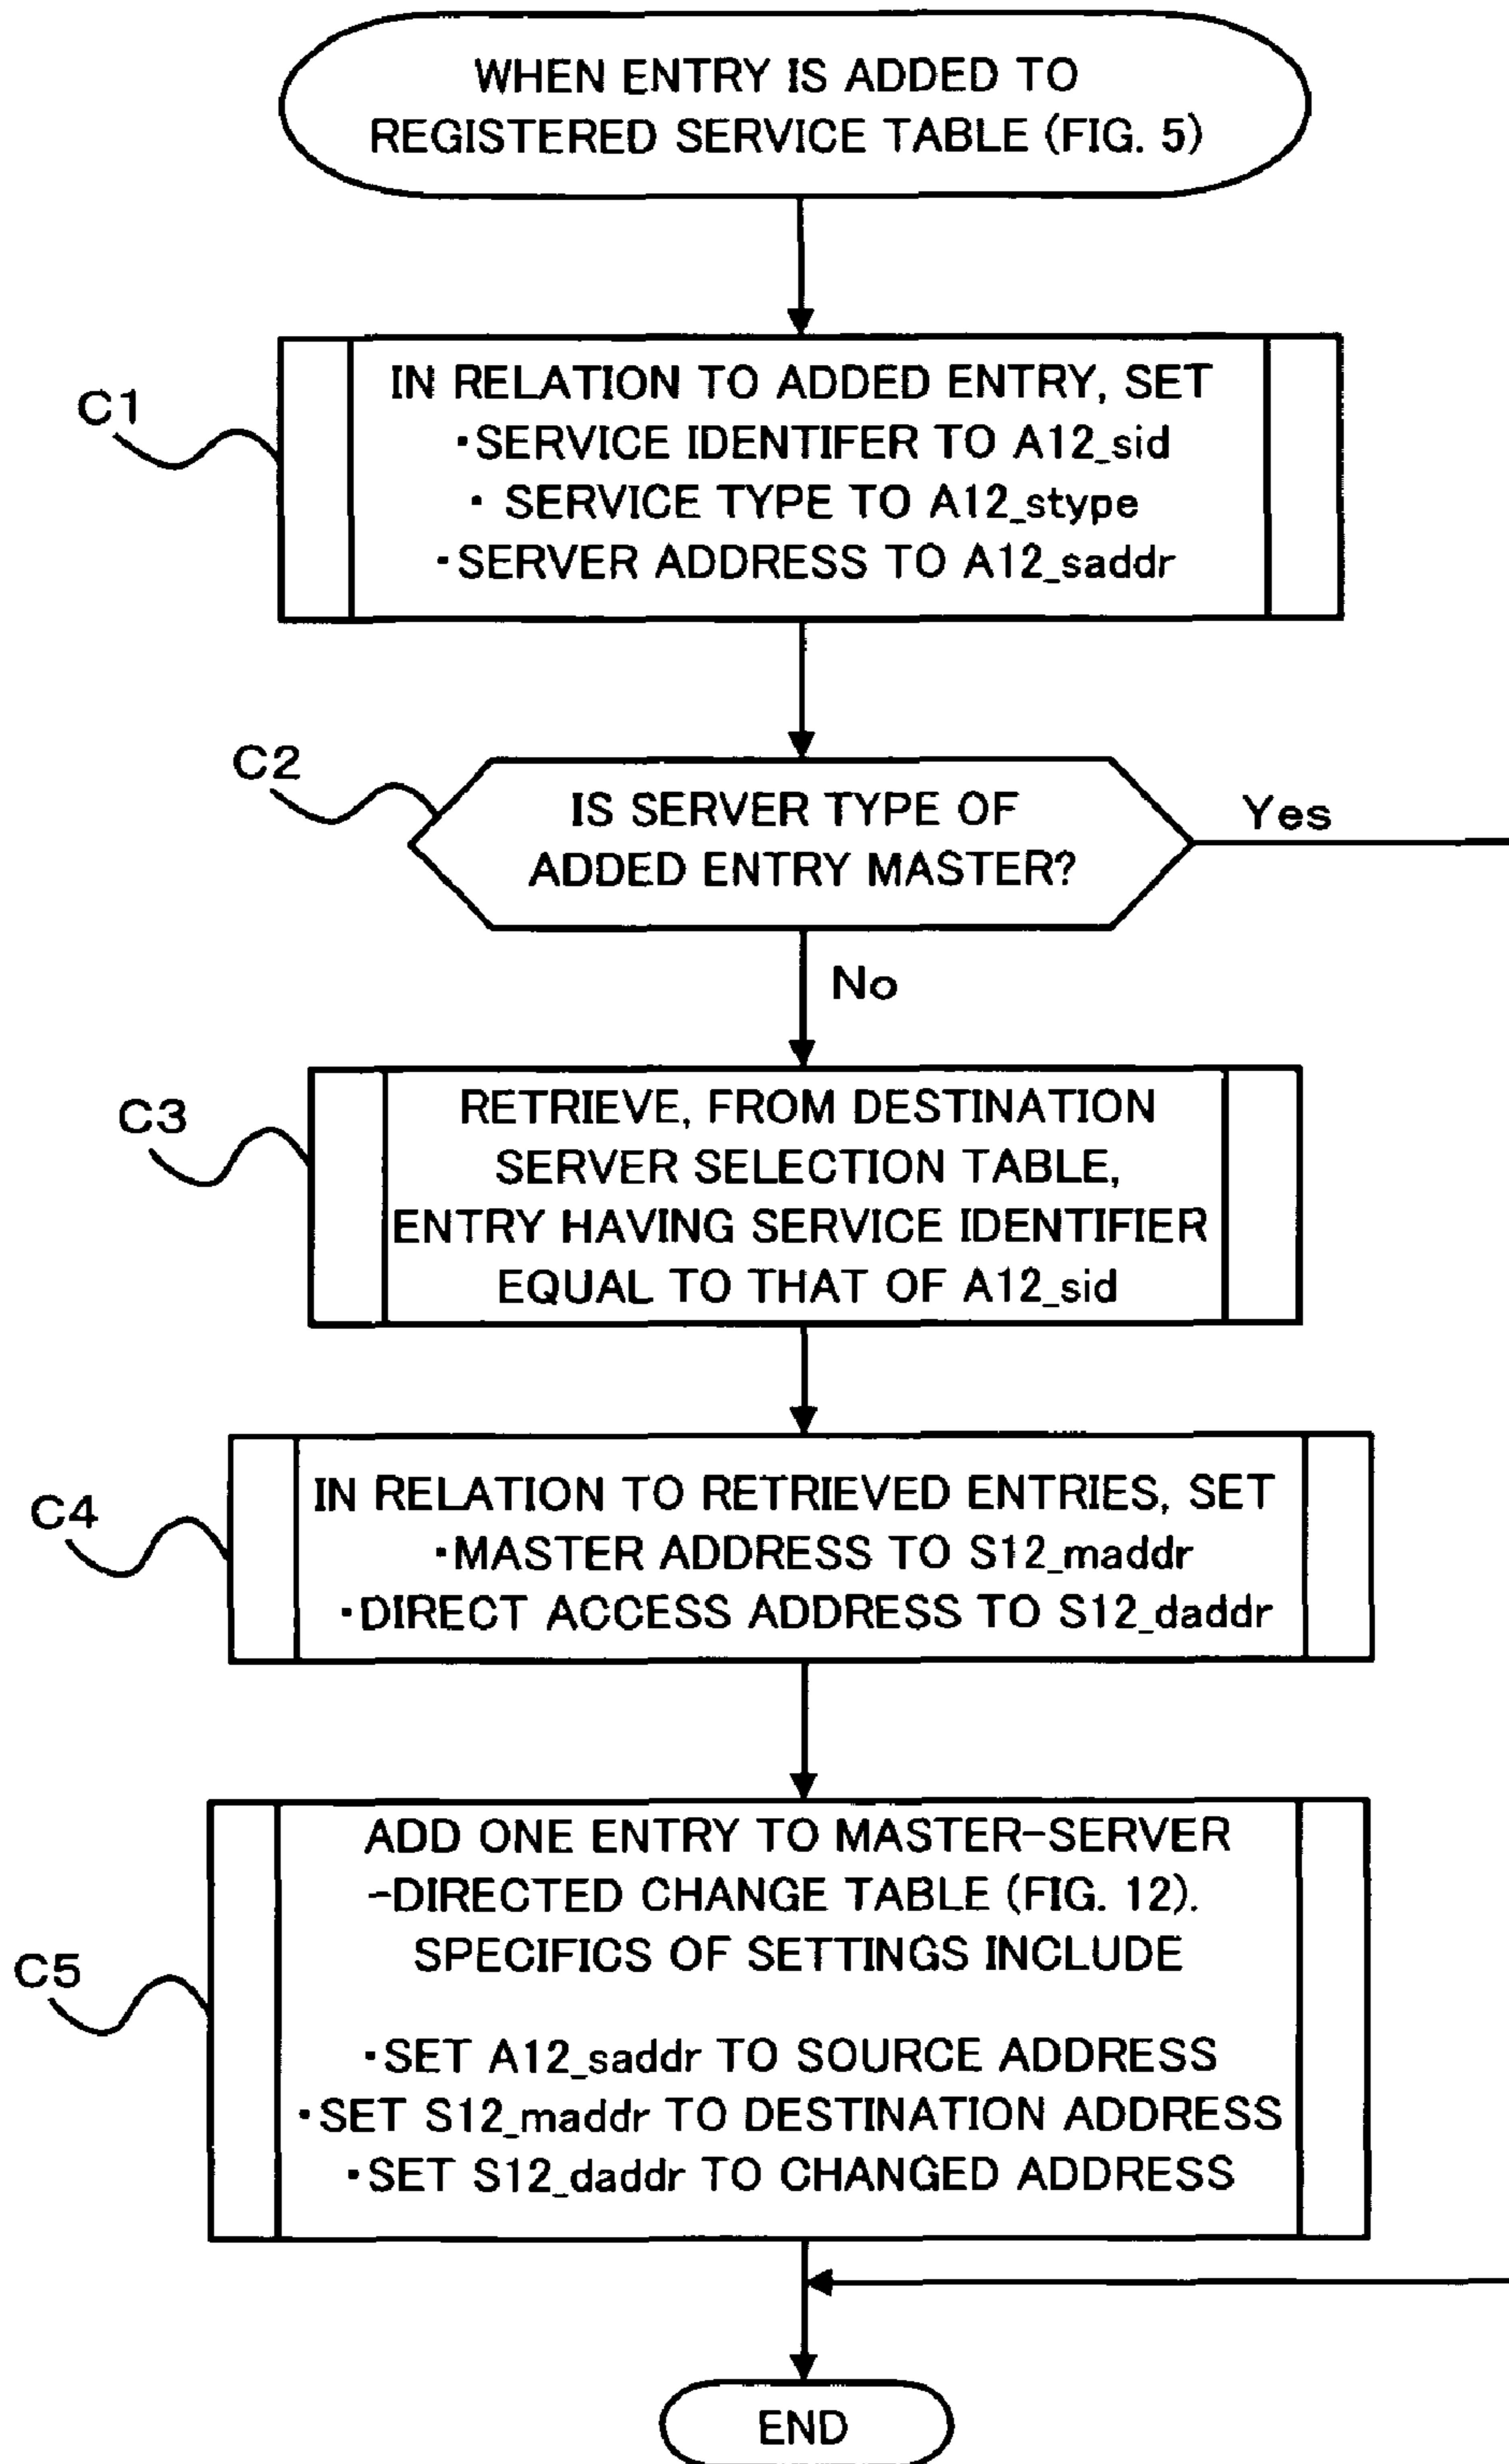 WHEN ENTRY IS ADDED TO
REGISTERED SERVICE TABLE (FIG. 5)
C1
IN RELATION TO ADDED ENTRY, SET
・SERVICE IDENTIFER TO A12_sid
・ SERVICE TYPE TO A12_stype
・SERVER ADDRESS TO A12_saddr
C2
IS SERVER TYPE OF
ADDED ENTRY MASTER?
Yes
No
C3
RETRIEVE, FROM DESTINATION
SERVER SELECTION TABLE,
ENTRY HAVING SERVICE IDENTIFIER
EQUAL TO THAT OF A12_sid
C4
IN RELATION TO RETRIEVED ENTRIES, SET
・MASTER ADDRESS TO S12_maddr
・DIRECT ACCESS ADDRESS TO S12_daddr
C5
ADD ONE ENTRY TO MASTER-SERVER
-DIRECTED CHANGE TABLE (FIG. 12).
SPECIFICS OF SETTINGS INCLUDE
・SET A12_saddr TO SOURCE ADDRESS
・SET S12_maddr TO DESTINATION ADDRESS
・SET S12_daddr TO CHANGED ADDRESS
END